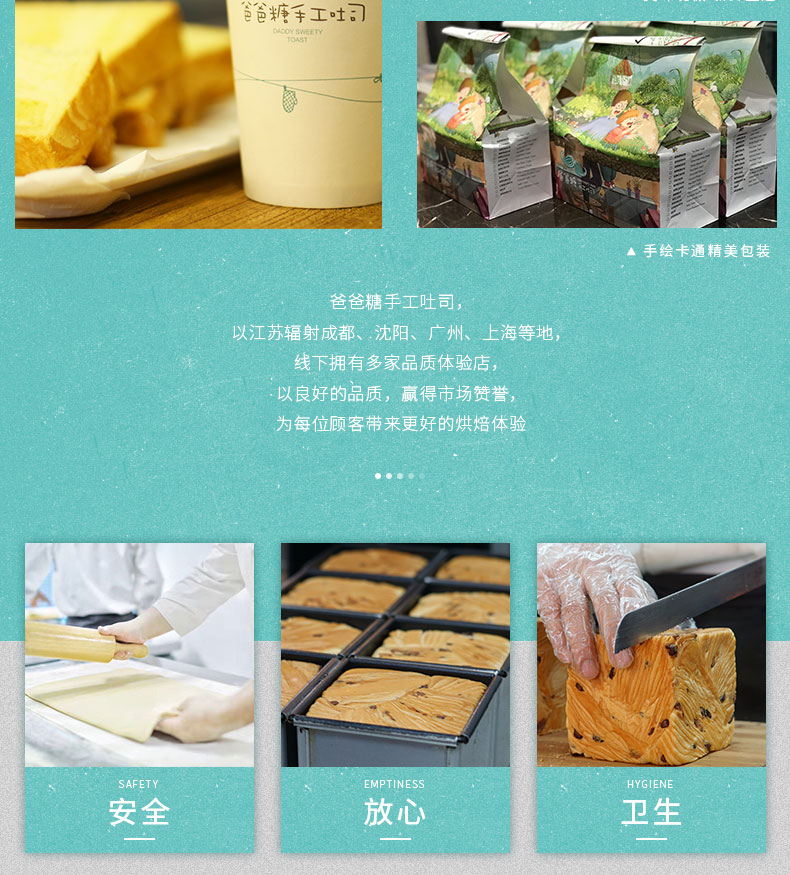 爸爸糖手工吐司
DADDY SWEETY
TOAST
▲ 手绘卡通精美包装
爸爸糖手工吐司，
以江苏辐射成都、沈阳、广州、上海等地，
线下拥有多家品质体验店，
以良好的品质，赢得市场赞誉，
为每位顾客带来更好的烘焙体验
SAFETY
安全
EMPTINESS
放心
HYGIENE
卫生